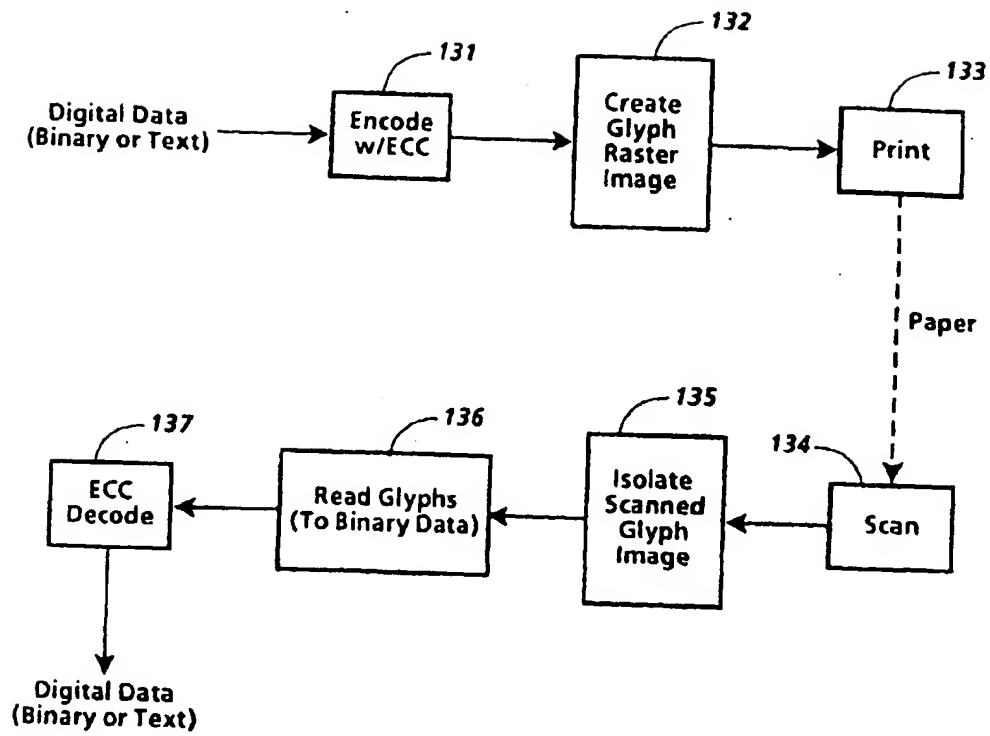 131
Digital Data
(Binary or Text)
Encode
w/ECC
132
Create
Glyph
Raster
Image
133
Print
Paper
134
Scan
135
Isolate
Scanned
Glyph
Image
136
Read Glyphs
(To Binary Data)
137
ECC
Decode
Digital Data
(Binary or Text)